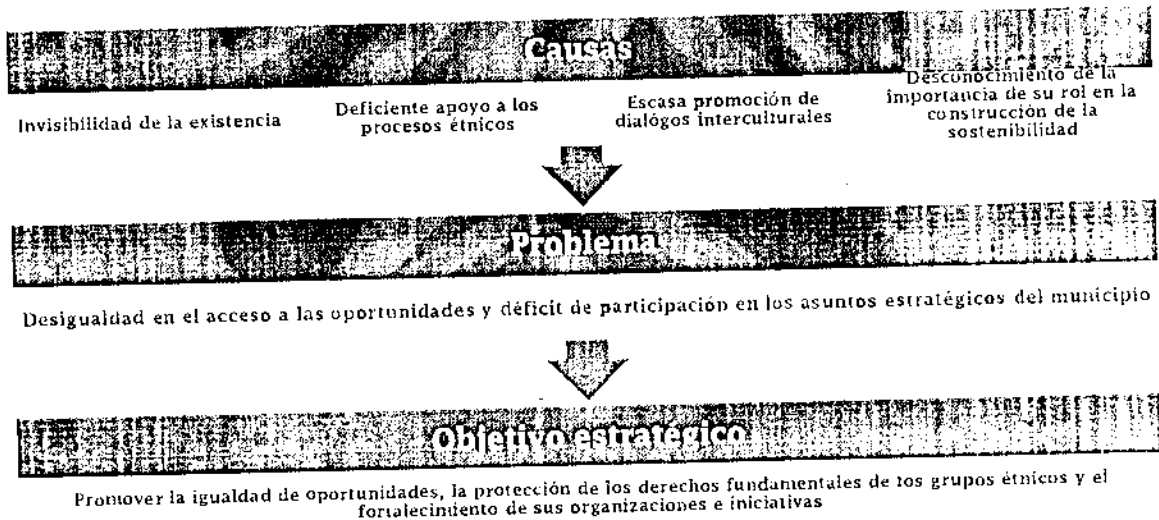 Causas
Invisibilidad de la existencia
Deficiente apoyo a los
procesos étnicos
Escasa promoción de
dialógos interculturales
Desconocimiento de la
importancia de su rol en la
construcción de la
sostenibilidad
Problema
Desigualdad en el acceso a las oportunidades y déficit de participación en los asuntos estratégicos del municipio
Objetivo estratégico
Promover la igualdad de oportunidades, la protección de los derechos fundamentales de los grupos étnicos y el
fortalecimiento de sus organizaciones e iniciativas